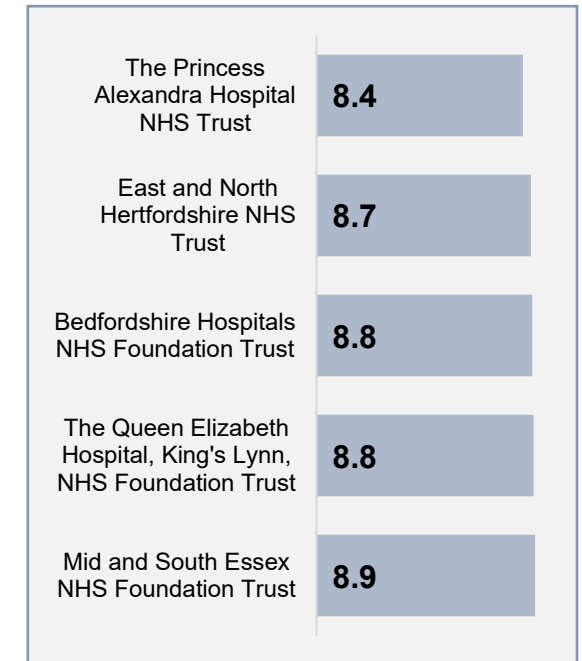 The Princess
Alexandra Hospital
NHS Trust
8.4
East and North
Hertfordshire NHS
Trust
8.7
Bedfordshire Hospitals
NHS Foundation Trust
8.8
The Queen Elizabeth
Hospital, King's Lynn,
NHS Foundation Trust
8.8
Mid and South Essex
NHS Foundation Trust
8.9